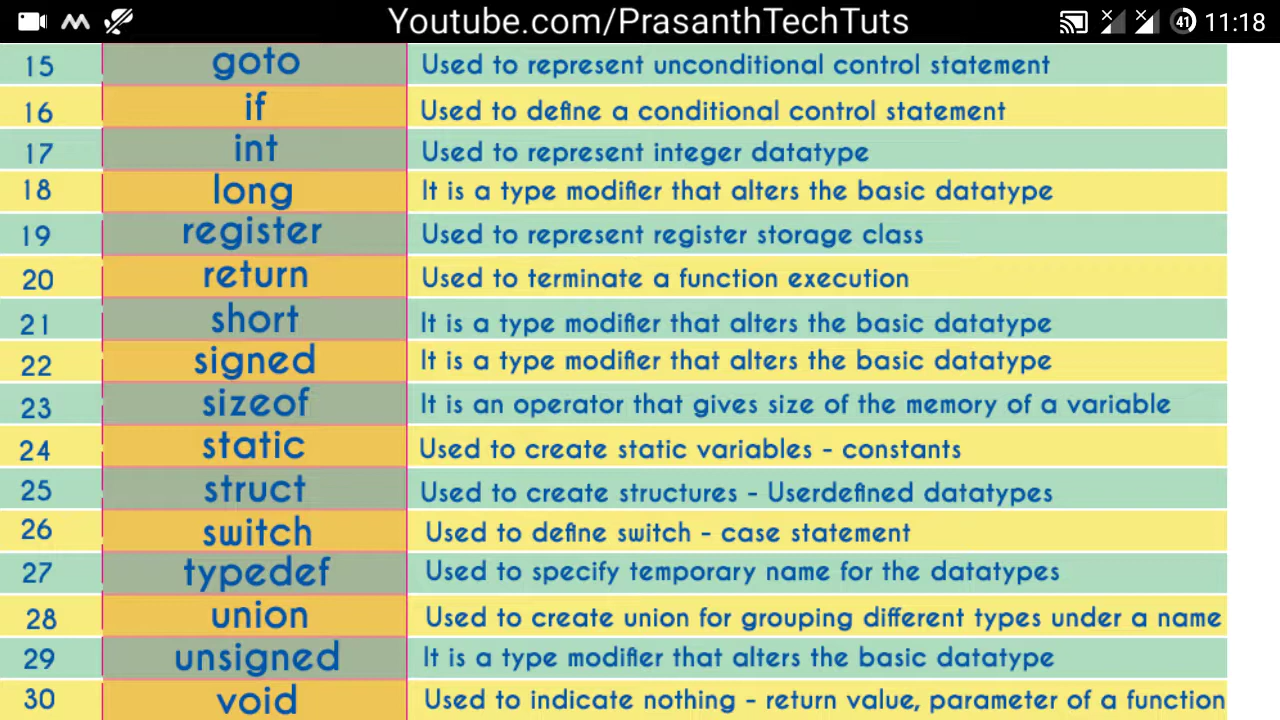 Youtube.com/PrasanthTechTuts 41 11:18
15 goto Used to represent unconditional control statement
16 if Used to define a conditional control statement
17 int Used to represent integer datatype
18 long It is a type modifier that alters the basic datatype
19 register Used to represent register storage class
20 return Used to terminate a function execution
21 short It is a type modifier that alters the basic datatype
22 signed It is a type modifier that alters the basic datatype
23 sizeof It is an operator that gives size of the memory of a variable
24 static Used to create static variables - constants
25 struct Used to create structures - Userdefined datatypes
26 switch Used to define switch - case statement
27 typedef Used to specify temporary name for the datatypes
28 union Used to create union for grouping different types under a name
29 unsigned It is a type modifier that alters the basic datatype
30 void Used to indicate nothing - return value, parameter of a function